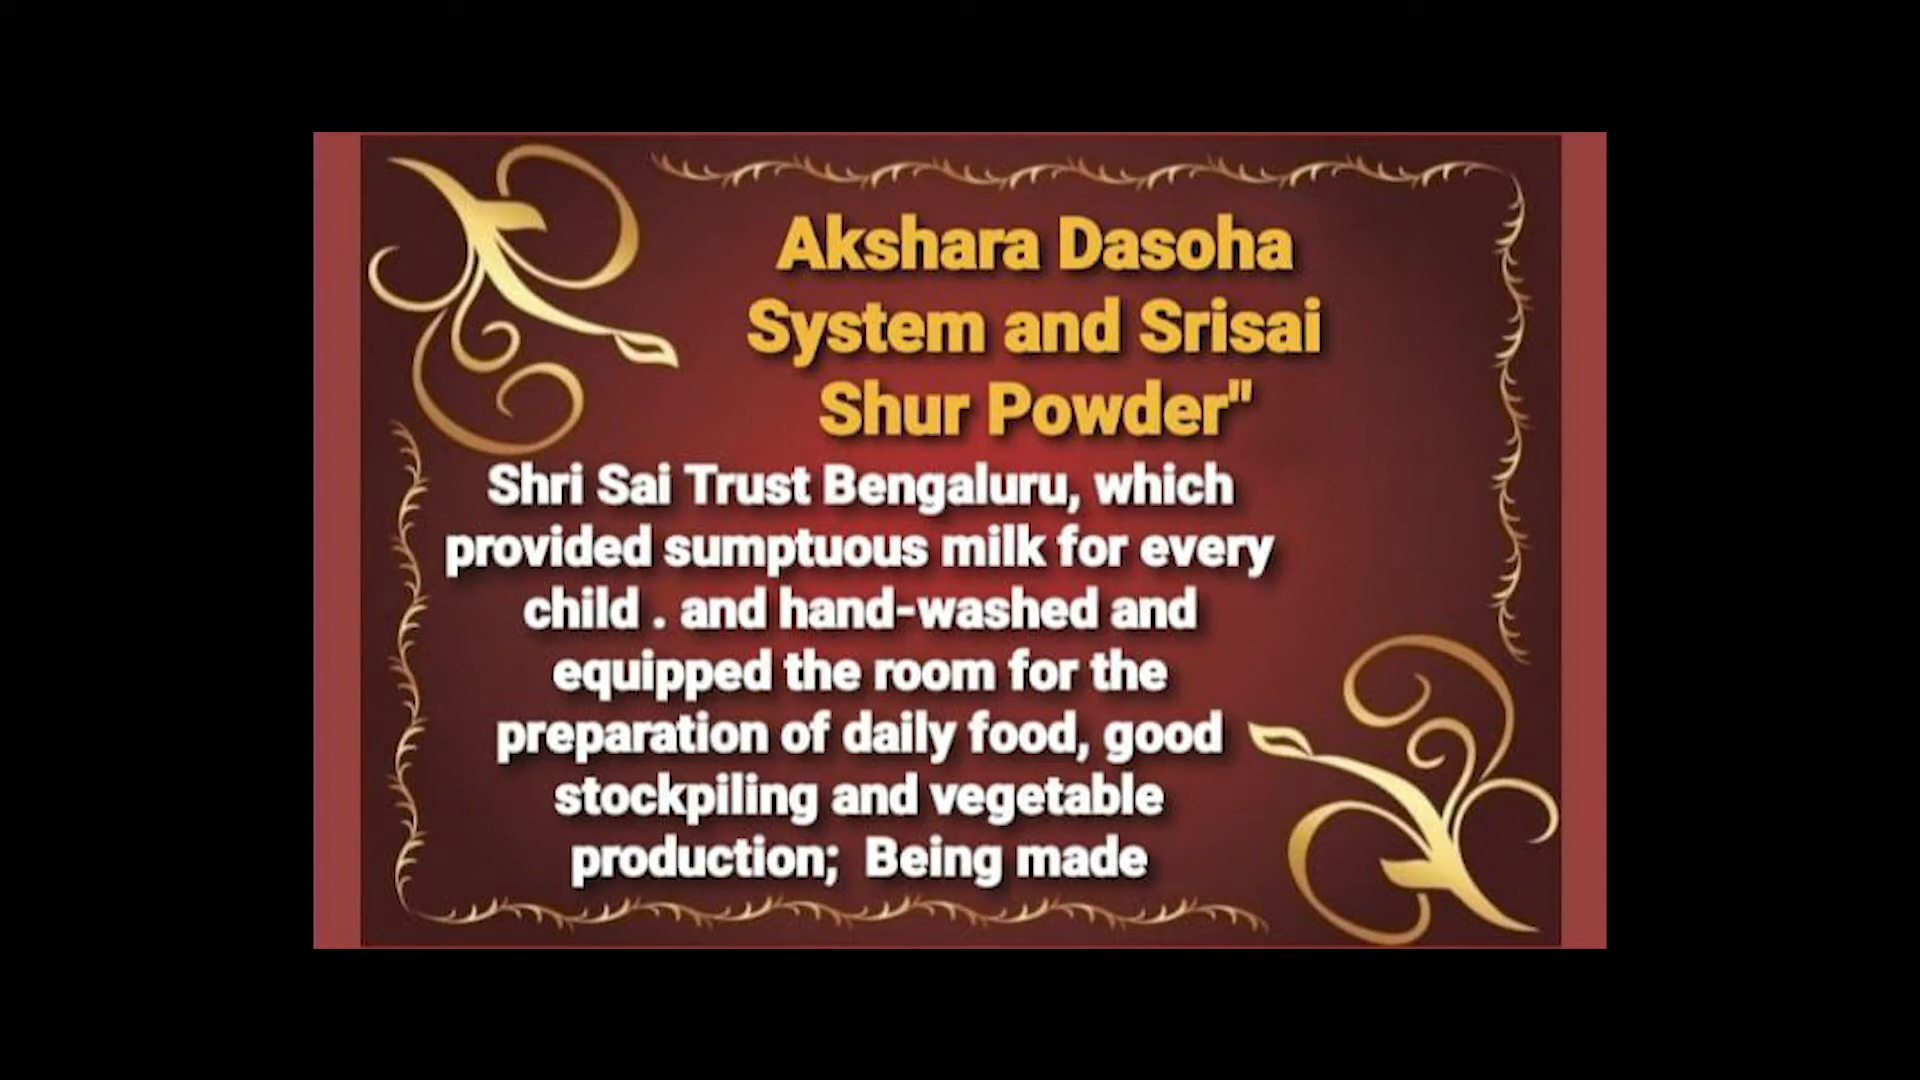 Akshara Dasoha
System and Srisai
Shur Powder"
Shri Sai Trust Bengaluru, which
provided sumptuous milk for every
child . and hand-washed and
equipped the room for the
preparation of daily food, good
stockpiling and vegetable
production;  Being made